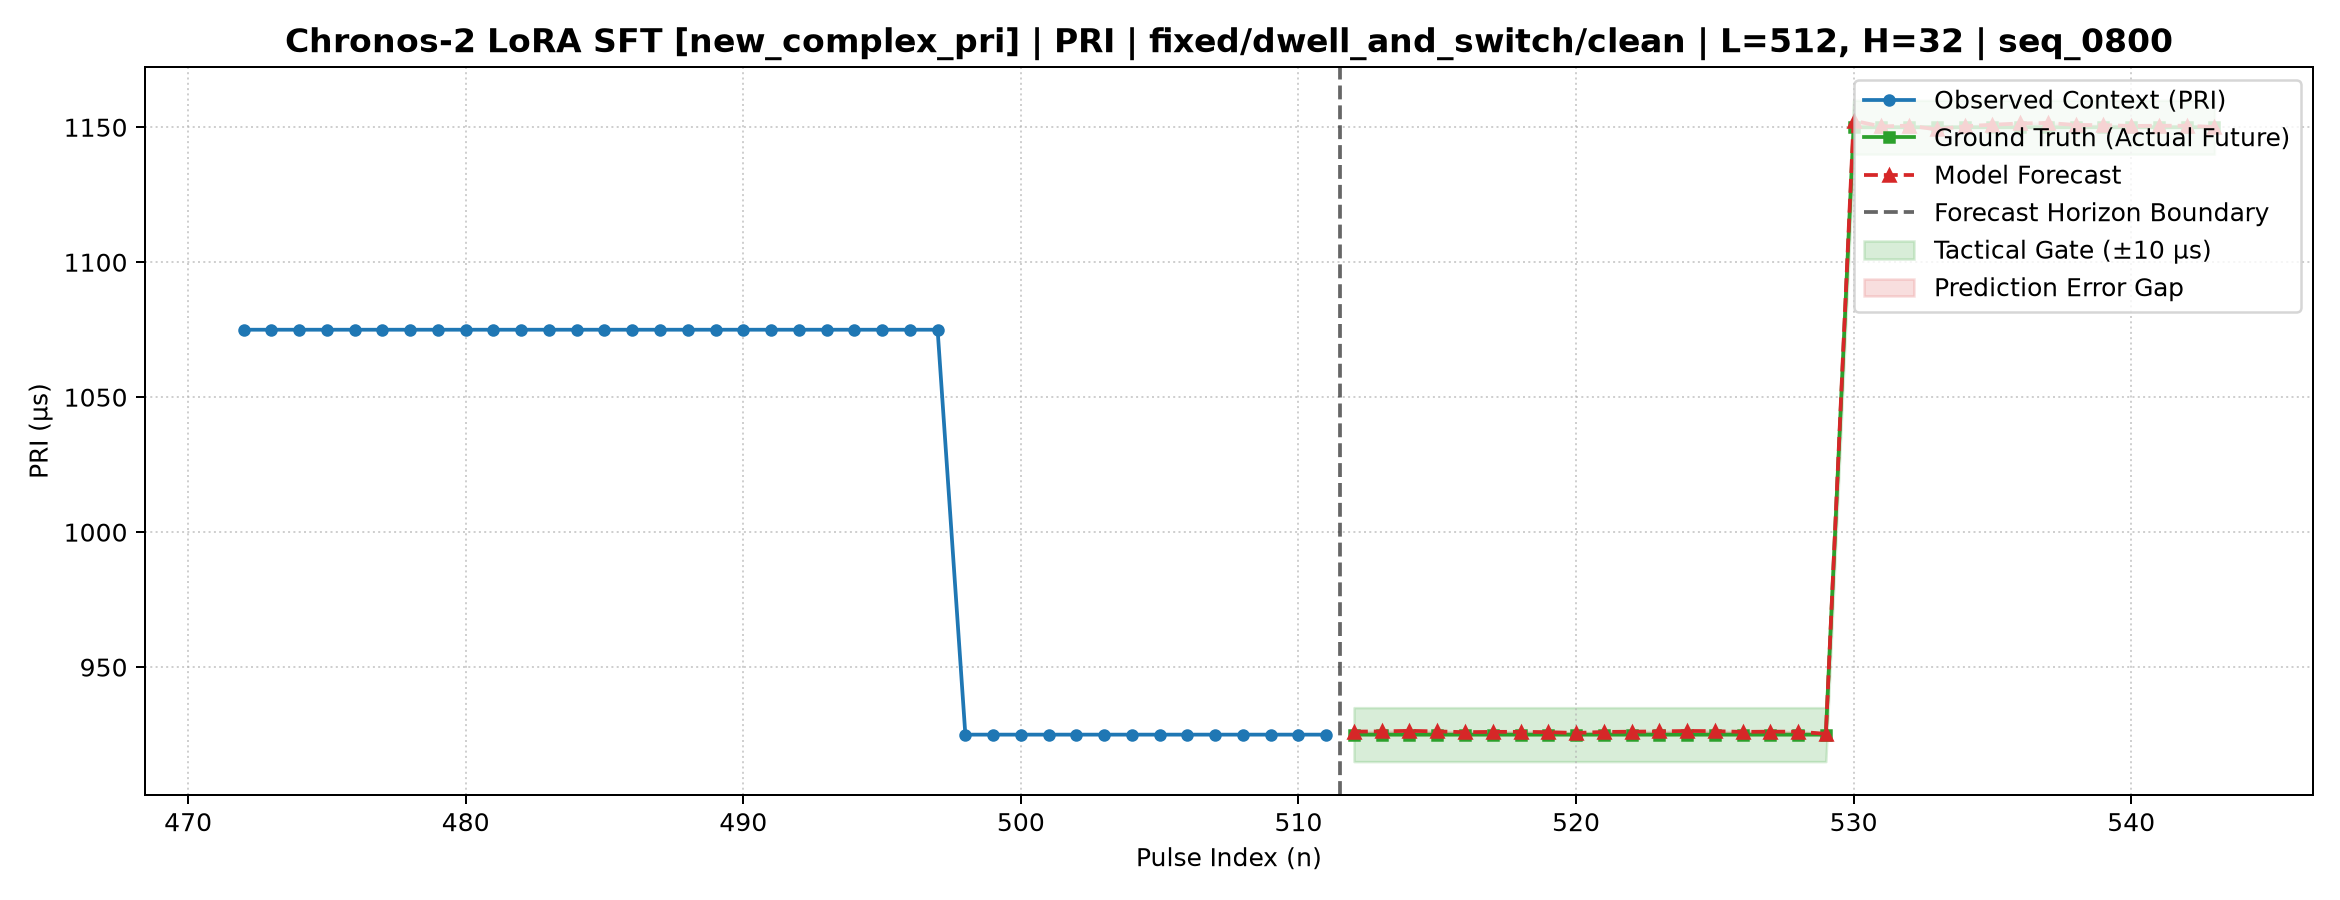 Chronos-2 LoRA SFT [new_complex_pri] | PRI | fixed/dwell_and_switch/clean | L=512, H=32 | seq_0800
Observed Context (PRI)
Ground Truth (Actual Future)
Model Forecast
Forecast Horizon Boundary
Tactical Gate (±10 μs)
Prediction Error Gap
PRI (μs)
1150
1100
1050
1000
950
470 480 490 500 510 520 530 540
Pulse Index (n)